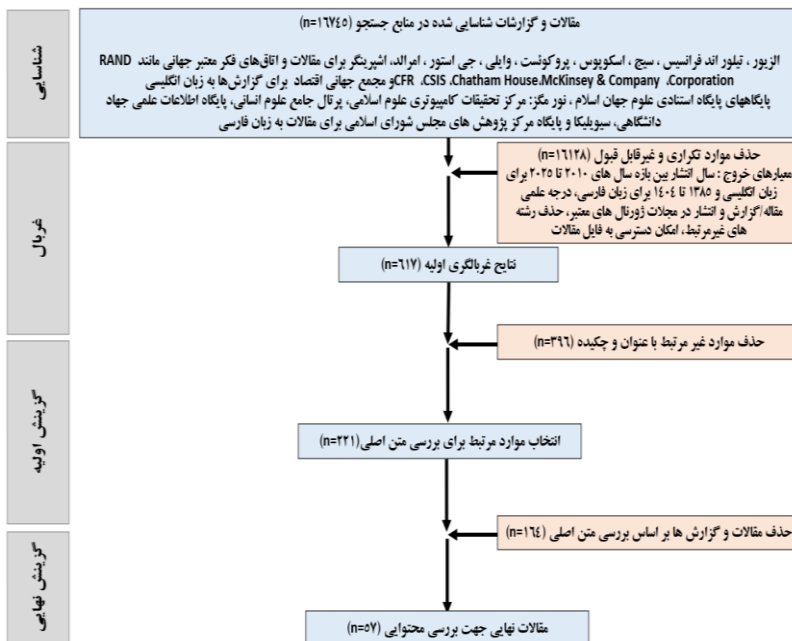 شناسایی
مقالات و گزارشات شناسایی شده در منابع جستجو (n=۱۶۷۴۵)
الزیور ، تیلور اند فرانسیس ، سیج ، اسکوپوس ، پروکوئست ، وایلی ، جی استور ، امرالد، اشپرینگر برای مقالات و اتاق‌های فکر معتبر جهانی مانند RAND
Corporation، McKinsey & Company،Chatham House، CSIS، CFRو مجمع جهانی اقتصاد برای گزارش‌ها به زبان انگلیسی
پایگاههای پایگاه استنادی علوم جهان اسلام ، نور مگز: مرکز تحقیقات کامپیوتری علوم اسلامی، پرتال جامع علوم انسانی، پایگاه اطلاعات علمی جهاد
دانشگاهی، سیویلیکا و پایگاه مرکز پژوهش های مجلس شورای اسلامی برای مقالات به زبان فارسی
غربال
حذف موارد تکراری و غیرقابل قبول (n=۱۶۱۲۸)
معیارهای خروج : سال انتشار بین بازه سال های ۲۰۱۰ تا ۲۰۲۵ برای
زبان انگلیسی و ۱۳۸۵ تا ۱۴۰۴ برای زبان فارسی، درجه علمی
مقاله/گزارش و انتشار در مجلات ژورنال های معتبر، حذف رشته
های غیرمرتبط، امکان دسترسی به فایل مقالات
نتایج غربالگری اولیه (n=۶۱۷)
حذف موارد غیر مرتبط با عنوان و چکیده (n=۳۹۶)
گزینش اولیه
انتخاب موارد مرتبط برای بررسی متن اصلی(n=۲۲۱)
حذف مقالات و گزارش ها بر اساس بررسی متن اصلی (n=۱۶۴)
گزینش نهایی
مقالات نهایی جهت بررسی محتوایی (n=۵۷)